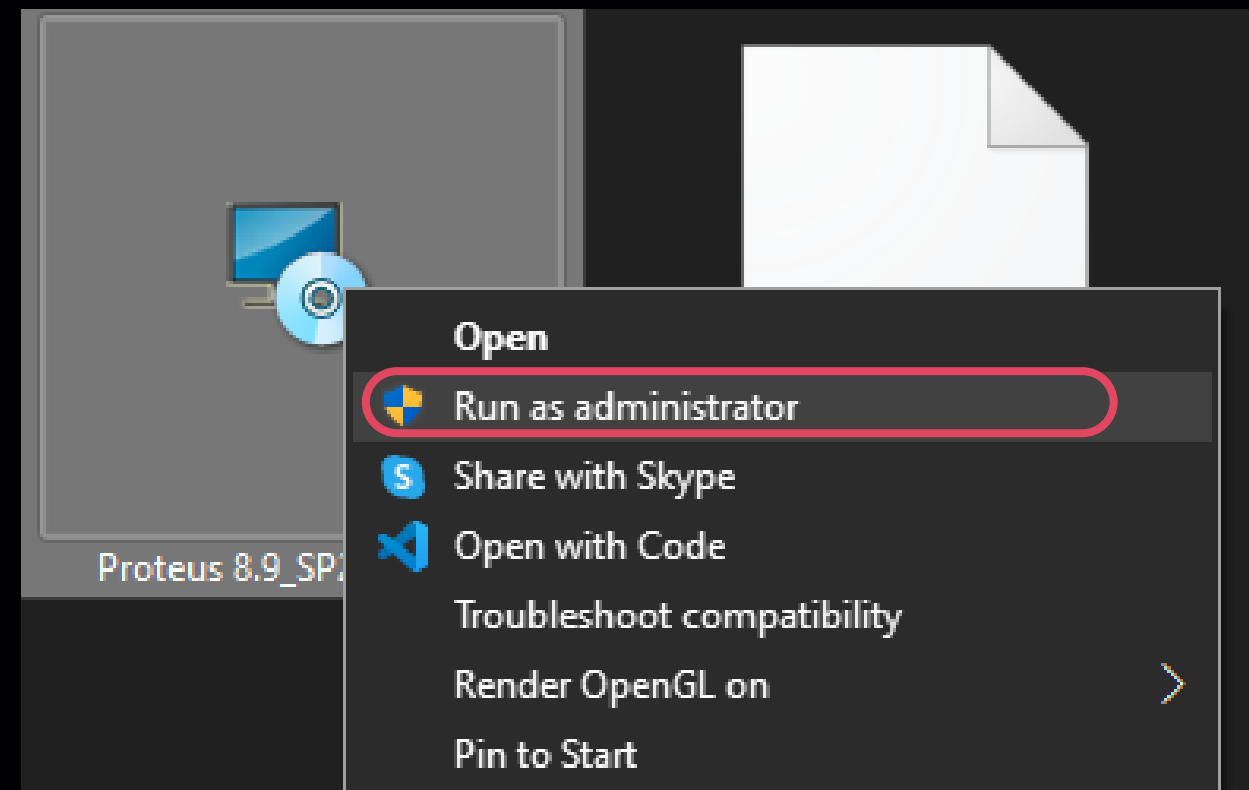 Proteus 8.9_SP
Open
Run as administrator
S
Share with Skype
Open with Code
Troubleshoot compatibility
Render OpenGL on
Pin to Start